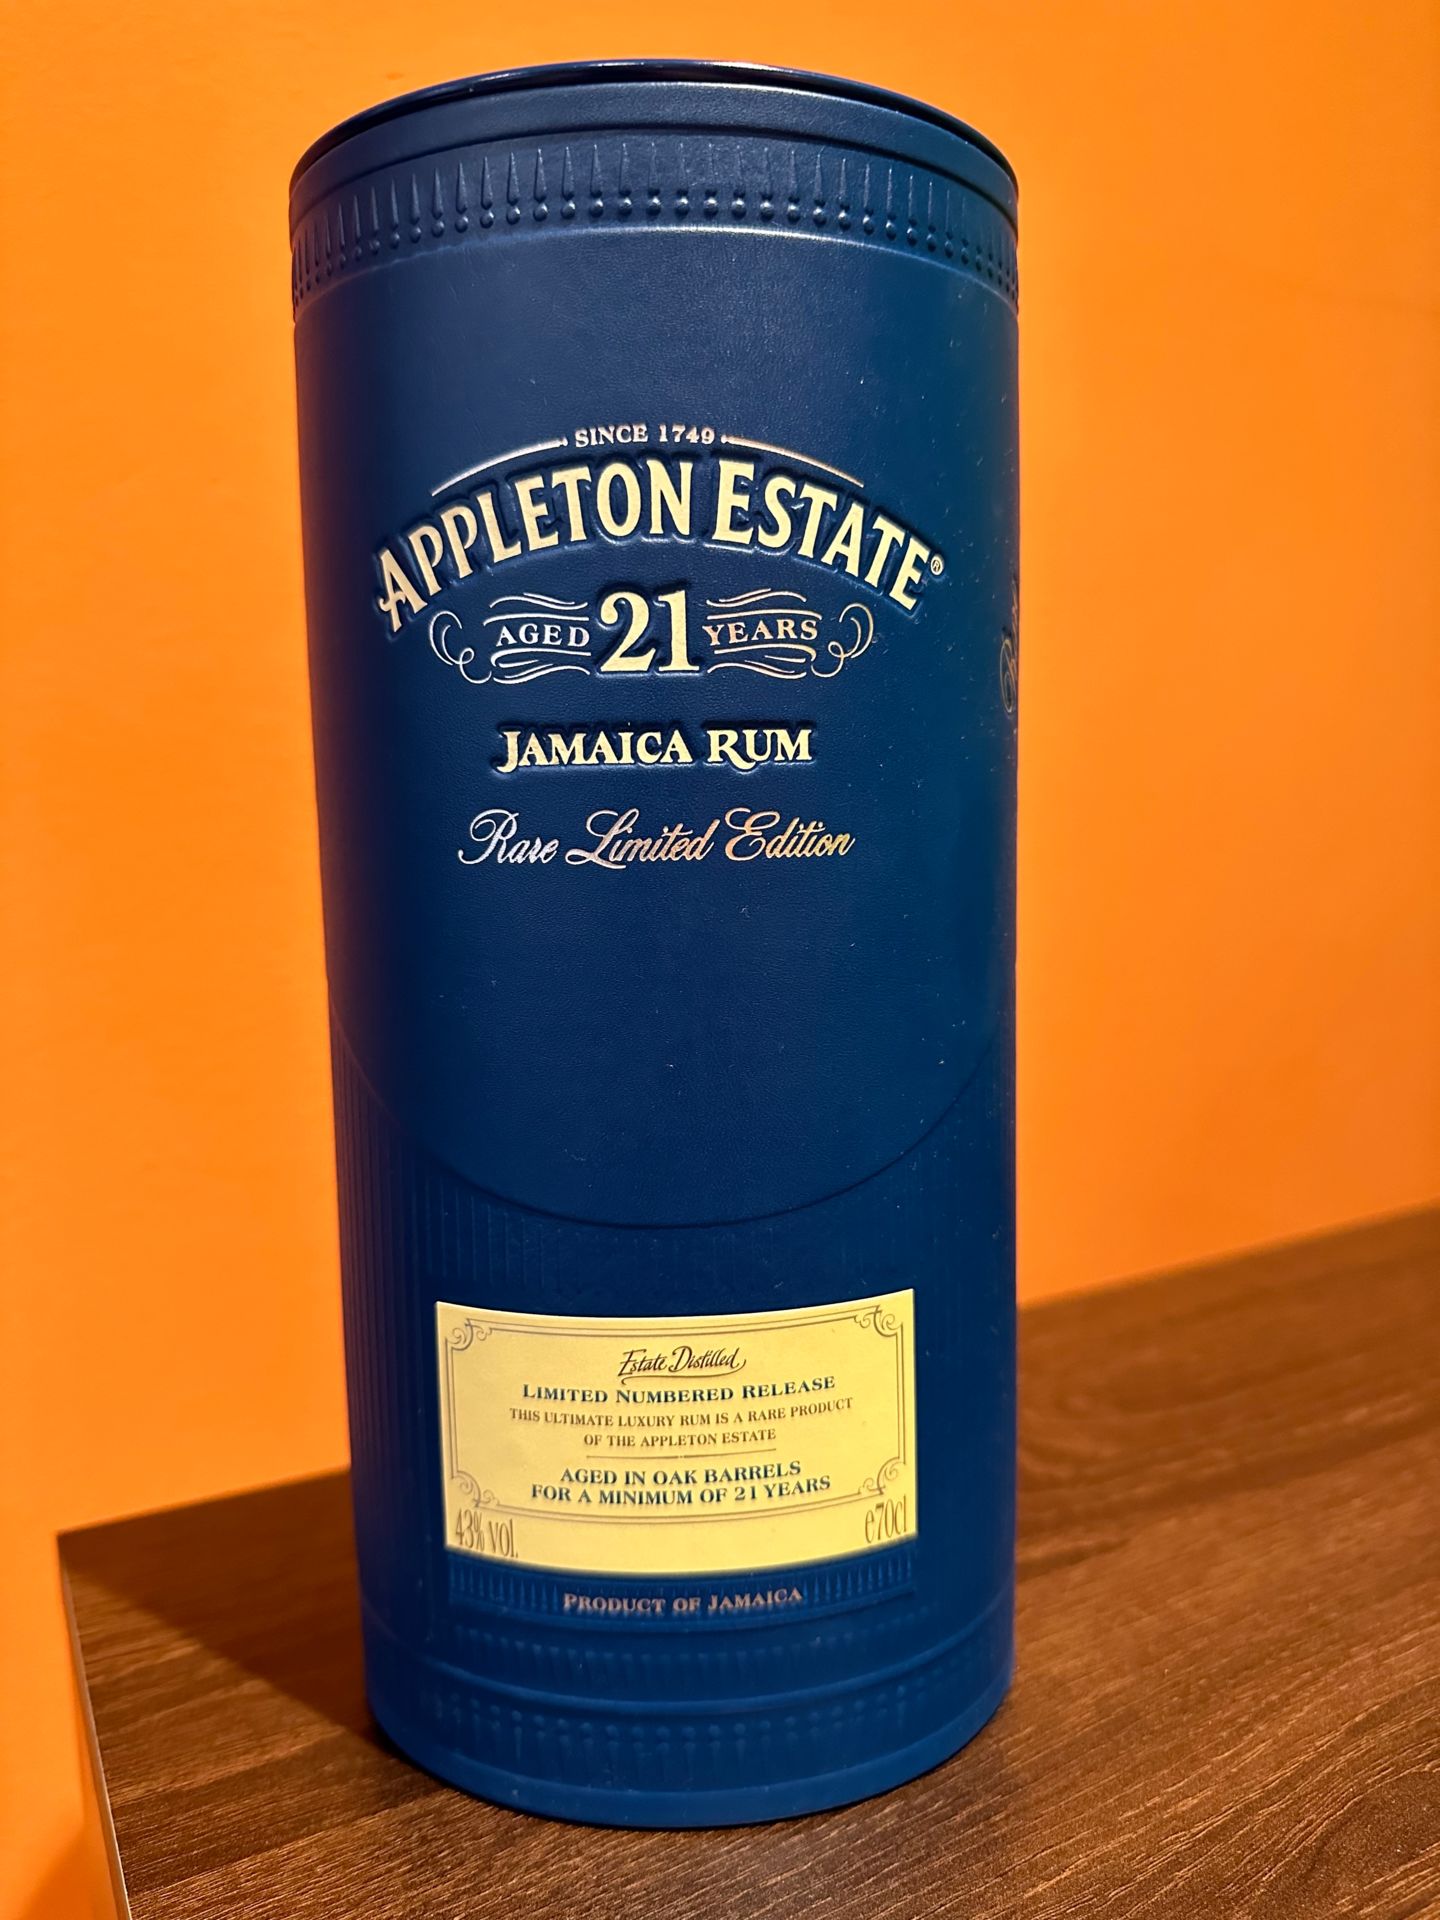 SINCE 1749
APPLETON ESTATE®
AGED 21 YEARS
JAMAICA RUM
Rare Limited Edition
Estate Distilled
LIMITED NUMBERED RELEASE
THIS ULTIMATE LUXURY RUM IS A RARE PRODUCT
OF THE APPLETON ESTATE
AGED IN OAK BARRELS
FOR A MINIMUM OF 21 YEARS
43% vol. e70cl
PRODUCT OF JAMAICA